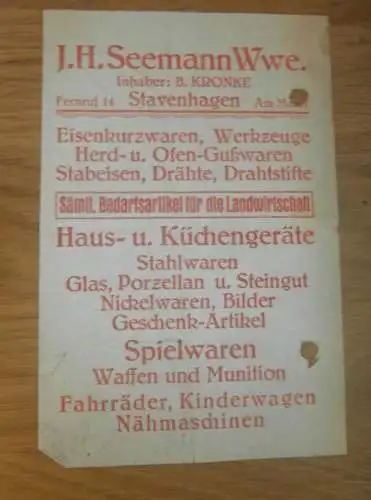 J.H. Seemann Wwe.
Inhaber: B. KRONKE
Fernruf 14 Stavenhagen Am
Eisenkurzwaren, Werkzeuge
Herd- u. Ofen-Gußwaren
Stabeisen, Drähte, Drahtstifte
Sämtl. Bedarfsartikel für die Landwirtschaft
Haus- u. Küchengeräte
Stahlwaren
Glas, Porzellan u. Steingut
Nickelwaren, Bilder
Geschenk-Artikel
Spielwaren
Waffen und Munition
Fahrräder, Kinderwagen
Nähmaschinen